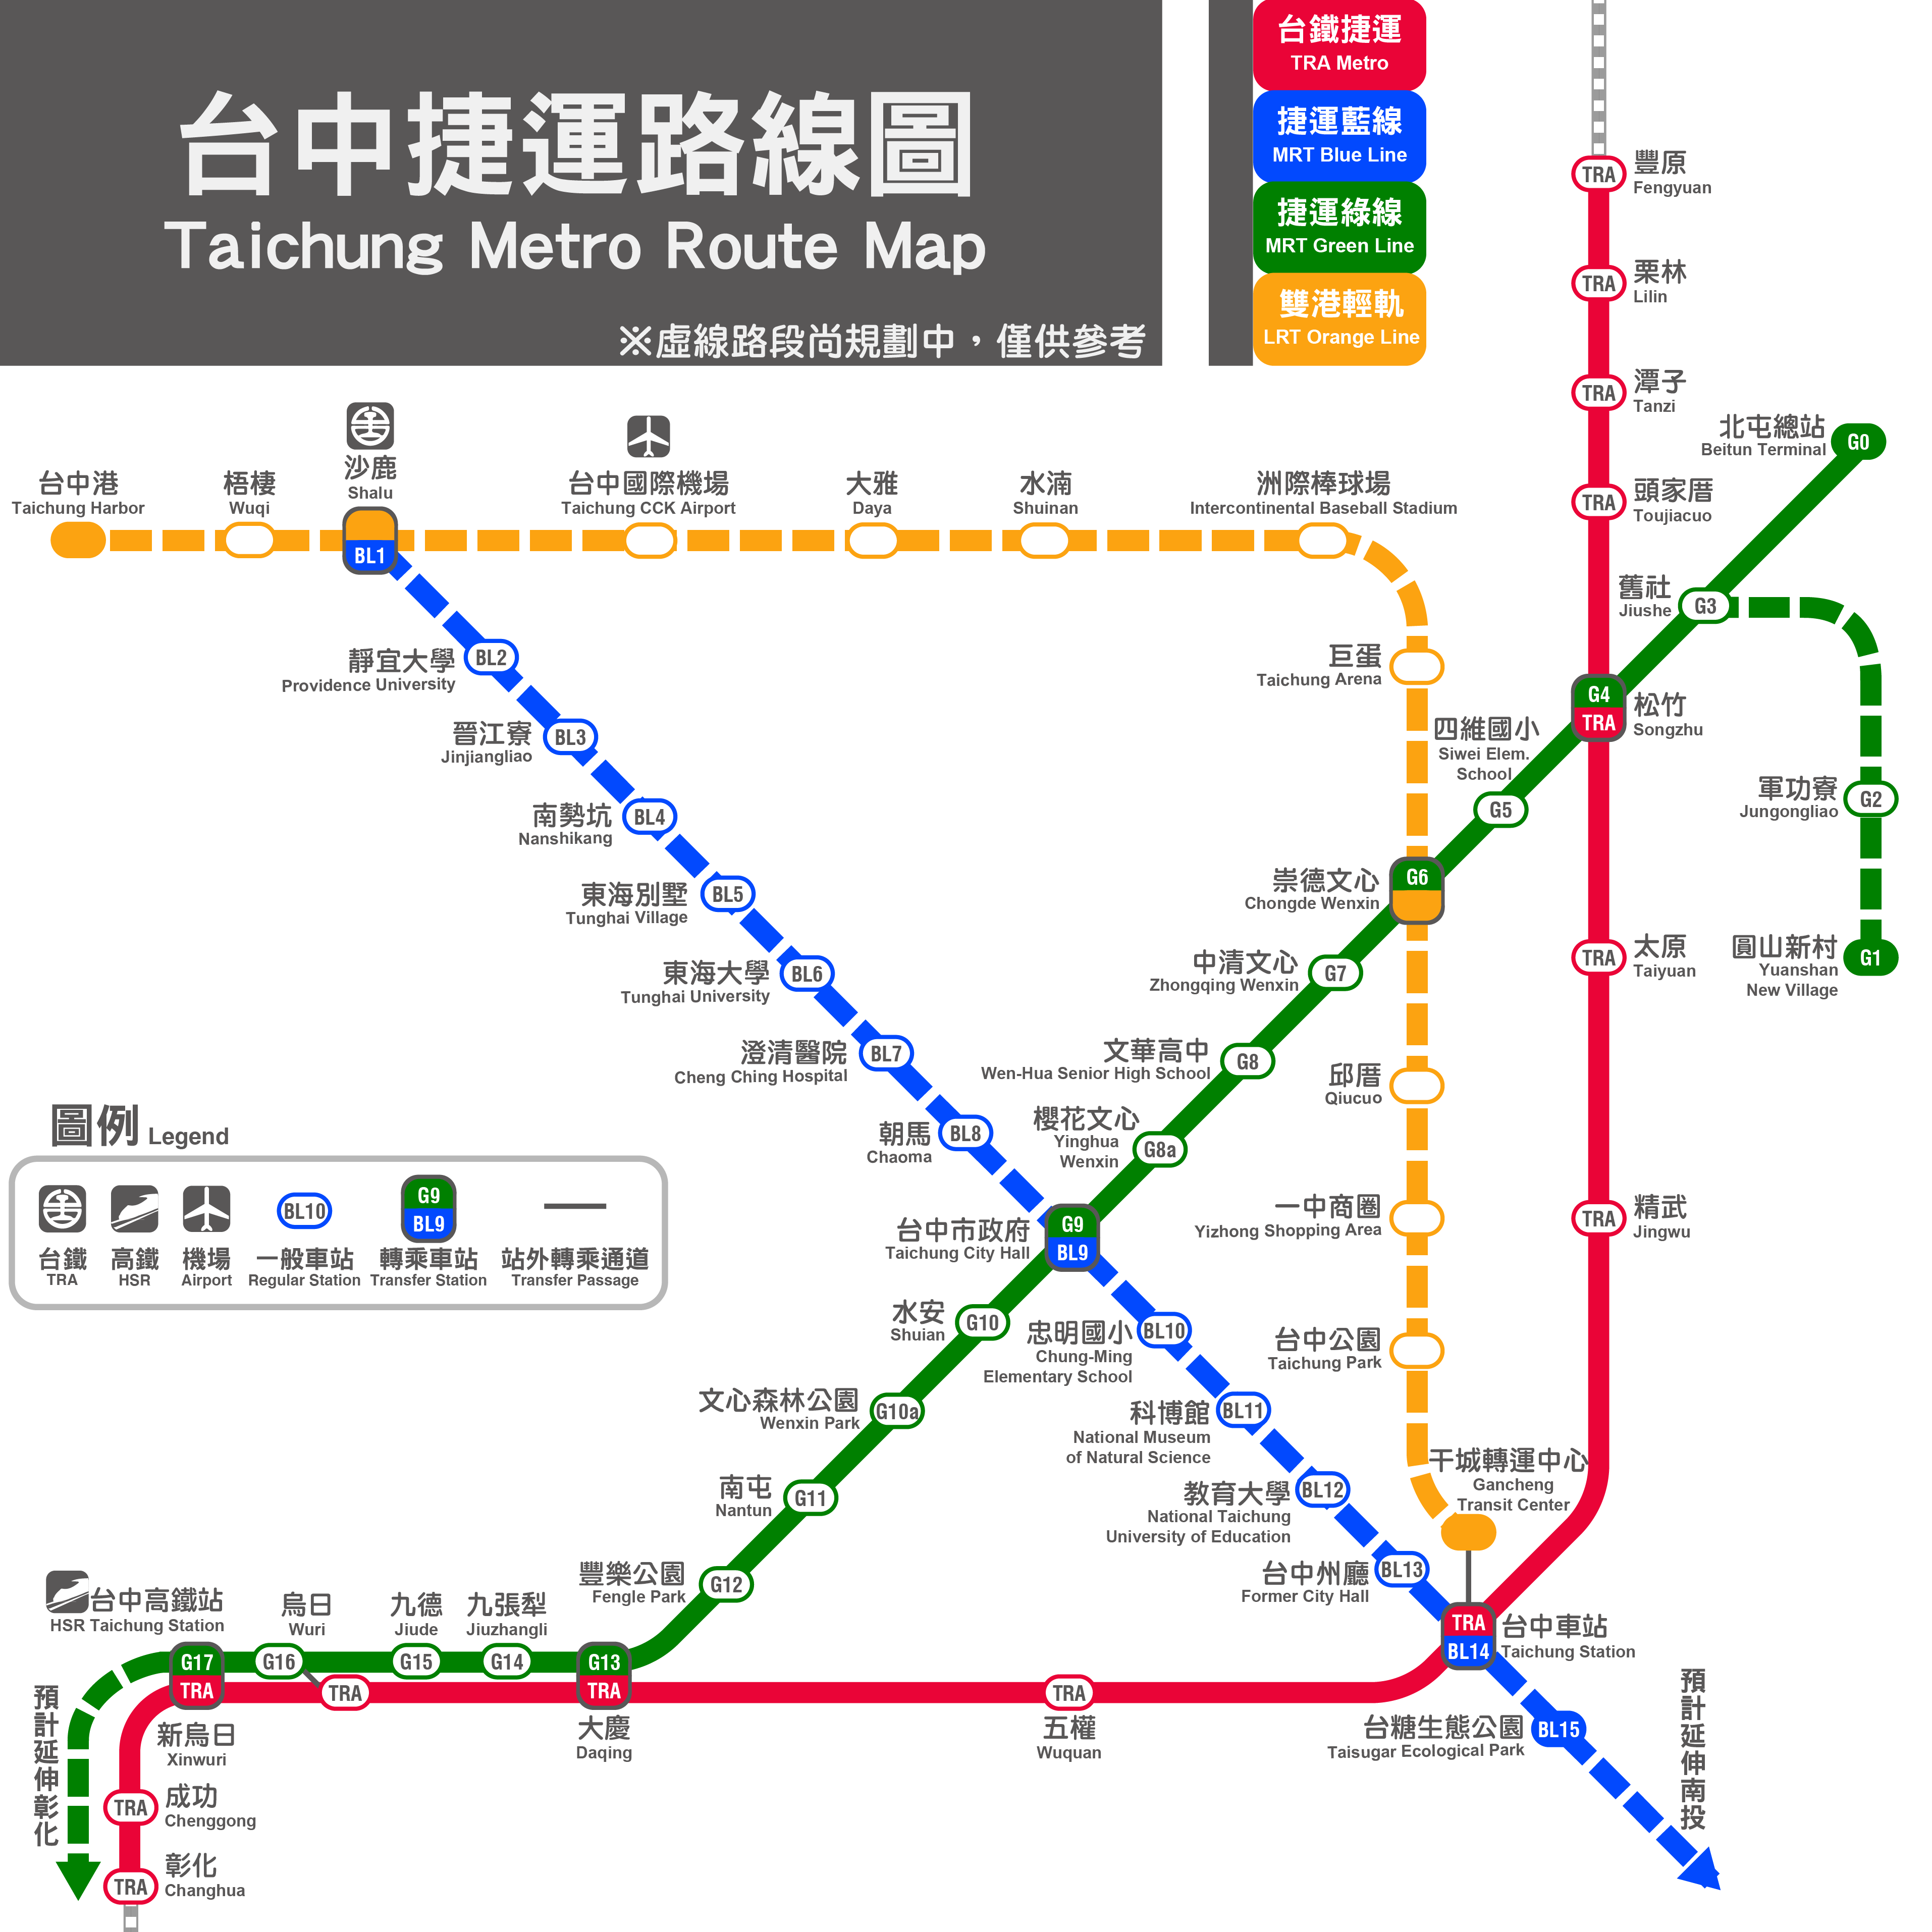 台中捷運路線圖
Taichung Metro Route Map
※虛線路段尚規劃中，僅供參考
台鐵捷運
TRA Metro
捷運藍線
MRT Blue Line
捷運綠線
MRT Green Line
雙港輕軌
LRT Orange Line
TRA
豐原
Fengyuan
TRA
栗林
Lilin
TRA
潭子
Tanzi
TRA
頭家厝
Toujiacuo
北屯總站
Beitun Terminal
G0
台中港
Taichung Harbor
梧棲
Wuqi
沙鹿
Shalu
BL1
台中國際機場
Taichung CCK Airport
大雅
Daya
水湳
Shuinan
洲際棒球場
Intercontinental Baseball Stadium
舊社
Jiushe
G3
靜宜大學
Providence University
BL2
巨蛋
Taichung Arena
G4
TRA
松竹
Songzhu
晉江寮
Jinjiangliao
BL3
四維國小
Siwei Elem.
School
G5
軍功寮
Jungongliao
G2
南勢坑
Nanshikang
BL4
東海別墅
Tunghai Village
BL5
崇德文心
Chongde Wenxin
G6
東海大學
Tunghai University
BL6
中清文心
Zhongqing Wenxin
G7
TRA
太原
Taiyuan
圓山新村
Yuanshan
New Village
G1
澄清醫院
Cheng Ching Hospital
BL7
文華高中
Wen-Hua Senior High School
G8
邱厝
Qiucuo
朝馬
Chaoma
BL8
櫻花文心
Yinghua
Wenxin
G8a
圖例 Legend
G9
BL10
BL9
台鐵
TRA
高鐵
HSR
機場
Airport
一般車站
Regular Station
轉乘車站
Transfer Station
站外轉乘通道
Transfer Passage
台中市政府
Taichung City Hall
G9
BL9
一中商圈
Yizhong Shopping Area
TRA
精武
Jingwu
水安
Shuian
G10
忠明國小
Chung-Ming
Elementary School
BL10
台中公園
Taichung Park
文心森林公園
Wenxin Park
G10a
科博館
National Museum
of Natural Science
BL11
南屯
Nantun
G11
教育大學
National Taichung
University of Education
BL12
干城轉運中心
Gancheng
Transit Center
豐樂公園
Fengle Park
G12
台中州廳
Former City Hall
BL13
台中高鐵站
HSR Taichung Station
烏日
Wuri
九德
Jiude
九張犁
Jiuzhangli
TRA
BL14
台中車站
Taichung Station
G17
TRA
G16
TRA
G15
G14
G13
TRA
TRA
新烏日
Xinwuri
大慶
Daqing
五權
Wuquan
台糖生態公園
Taisugar Ecological Park
BL15
預計延伸彰化
預計延伸南投
TRA
成功
Chenggong
TRA
彰化
Changhua